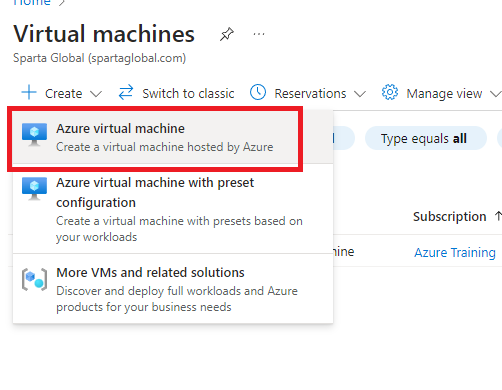 Home
Virtual machines
Sparta Global (spartaglobal.com)
Create
Switch to classic
Reservations
Manage view
Azure virtual machine
Create a virtual machine hosted by Azure
Type equals all
Azure virtual machine with preset
configuration
Create a virtual machine with presets based on
your workloads
Subscription
Azure Training
More VMs and related solutions
Discover and deploy full workloads and Azure
products for your business needs